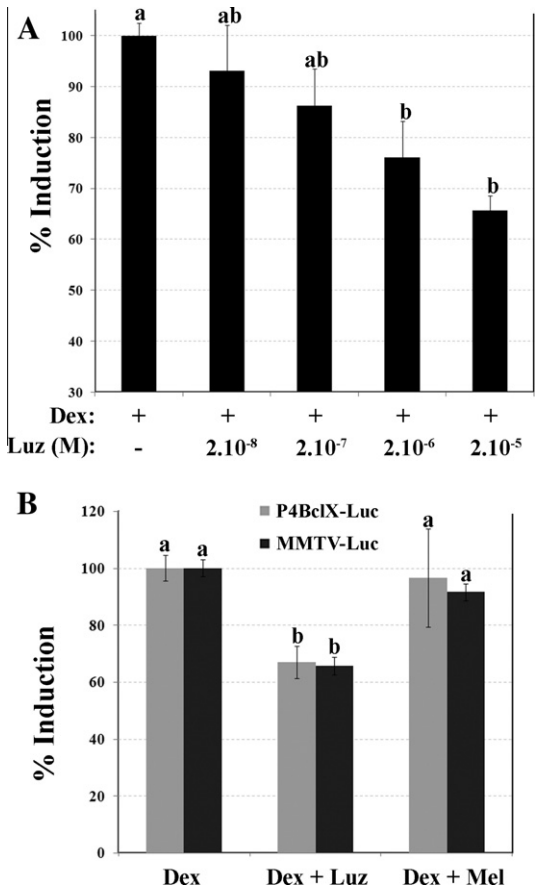 A
a
ab
ab
b
b
100
90
80
70
60
50
40
30
% Induction
Dex: + + + + +
Luz (M): - 2.10⁻⁸ 2.10⁻⁷ 2.10⁻⁶ 2.10⁻⁵
B
P4BclX-Luc
MMTV-Luc
a a
b b
a a
120
100
80
60
40
20
0
% Induction
Dex Dex + Luz Dex + Mel